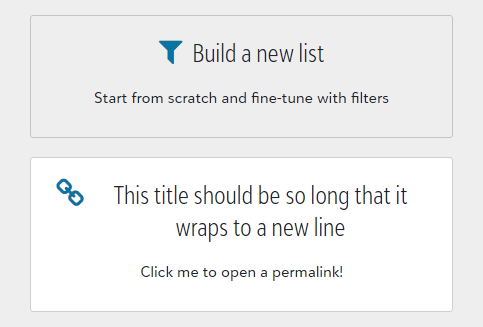 Build a new list
Start from scratch and fine-tune with filters
This title should be so long that it
wraps to a new line
Click me to open a permalink!